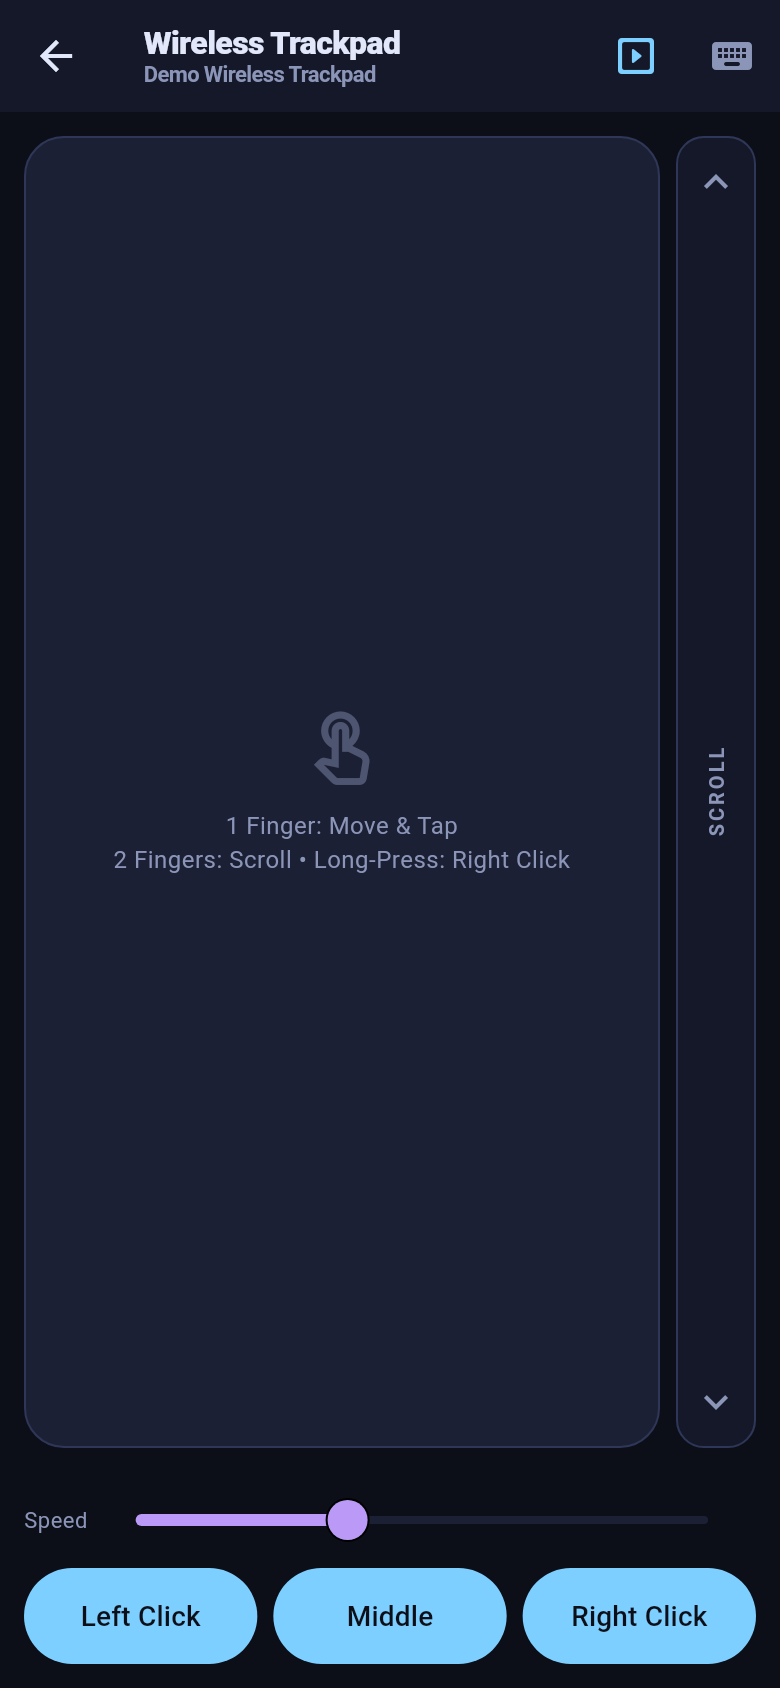 Wireless Trackpad
Demo Wireless Trackpad
1 Finger: Move & Tap
2 Fingers: Scroll • Long-Press: Right Click
SCROLL
Speed
Left Click
Middle
Right Click